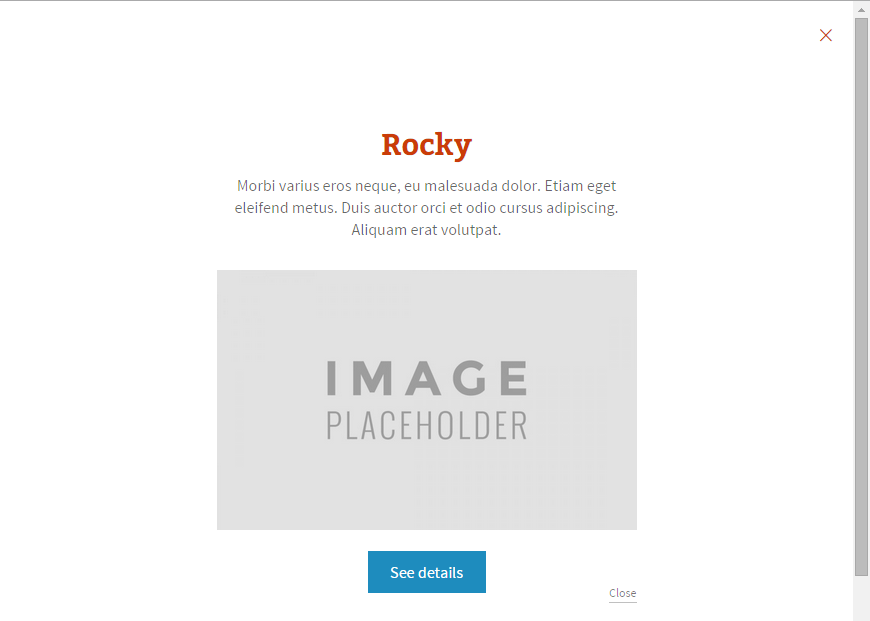 Rocky
Morbi varius eros neque, eu malesuada dolor. Etiam eget
eleifend metus. Duis auctor orci et odio cursus adipiscing.
Aliquam erat volutpat.
IMAGE
PLACEHOLDER
See details
Close